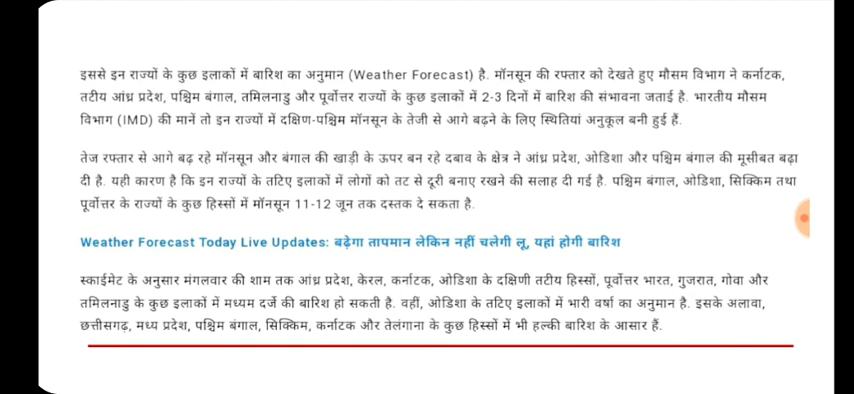 इससे इन राज्यों के कुछ इलाकों में बारिश का अनुमान (Weather Forecast) है. मॉनसून की रफ्तार को देखते हुए मौसम विभाग ने कर्नाटक,
तटीय आंध्र प्रदेश, पश्चिम बंगाल, तमिलनाडु और पूर्वोत्तर राज्यों के कुछ इलाकों में 2-3 दिनों में बारिश की संभावना जताई है. भारतीय मौसम
विभाग (IMD) की मानें तो इन राज्यों में दक्षिण-पश्चिम मॉनसून के तेजी से आगे बढ़ने के लिए स्थितियां अनुकूल बनी हुई हैं.
तेज रफ्तार से आगे बढ़ रहे मॉनसून और बंगाल की खाड़ी के ऊपर बन रहे दबाव के क्षेत्र ने आंध्र प्रदेश, ओडिशा और पश्चिम बंगाल की मूसीबत बढ़ा
दी है. यही कारण है कि इन राज्यों के तटिए इलाकों में लोगों को तट से दूरी बनाए रखने की सलाह दी गई है. पश्चिम बंगाल, ओडिशा, सिक्किम तथा
पूर्वोत्तर के राज्यों के कुछ हिस्सों में मॉनसून 11-12 जून तक दस्तक दे सकता है.
Weather Forecast Today Live Updates: बढ़ेगा तापमान लेकिन नहीं चलेगी लू, यहां होगी बारिश
स्काईमेट के अनुसार मंगलवार की शाम तक आंध्र प्रदेश, केरल, कर्नाटक, ओडिशा के दक्षिणी तटीय हिस्सों, पूर्वोत्तर भारत, गुजरात, गोवा और
तमिलनाडु के कुछ इलाकों में मध्यम दर्जे की बारिश हो सकती है. वहीं, ओडिशा के तटिए इलाकों में भारी वर्षा का अनुमान है. इसके अलावा,
छत्तीसगढ़, मध्य प्रदेश, पश्चिम बंगाल, सिक्किम, कर्नाटक और तेलंगाना के कुछ हिस्सों में भी हल्की बारिश के आसार हैं.